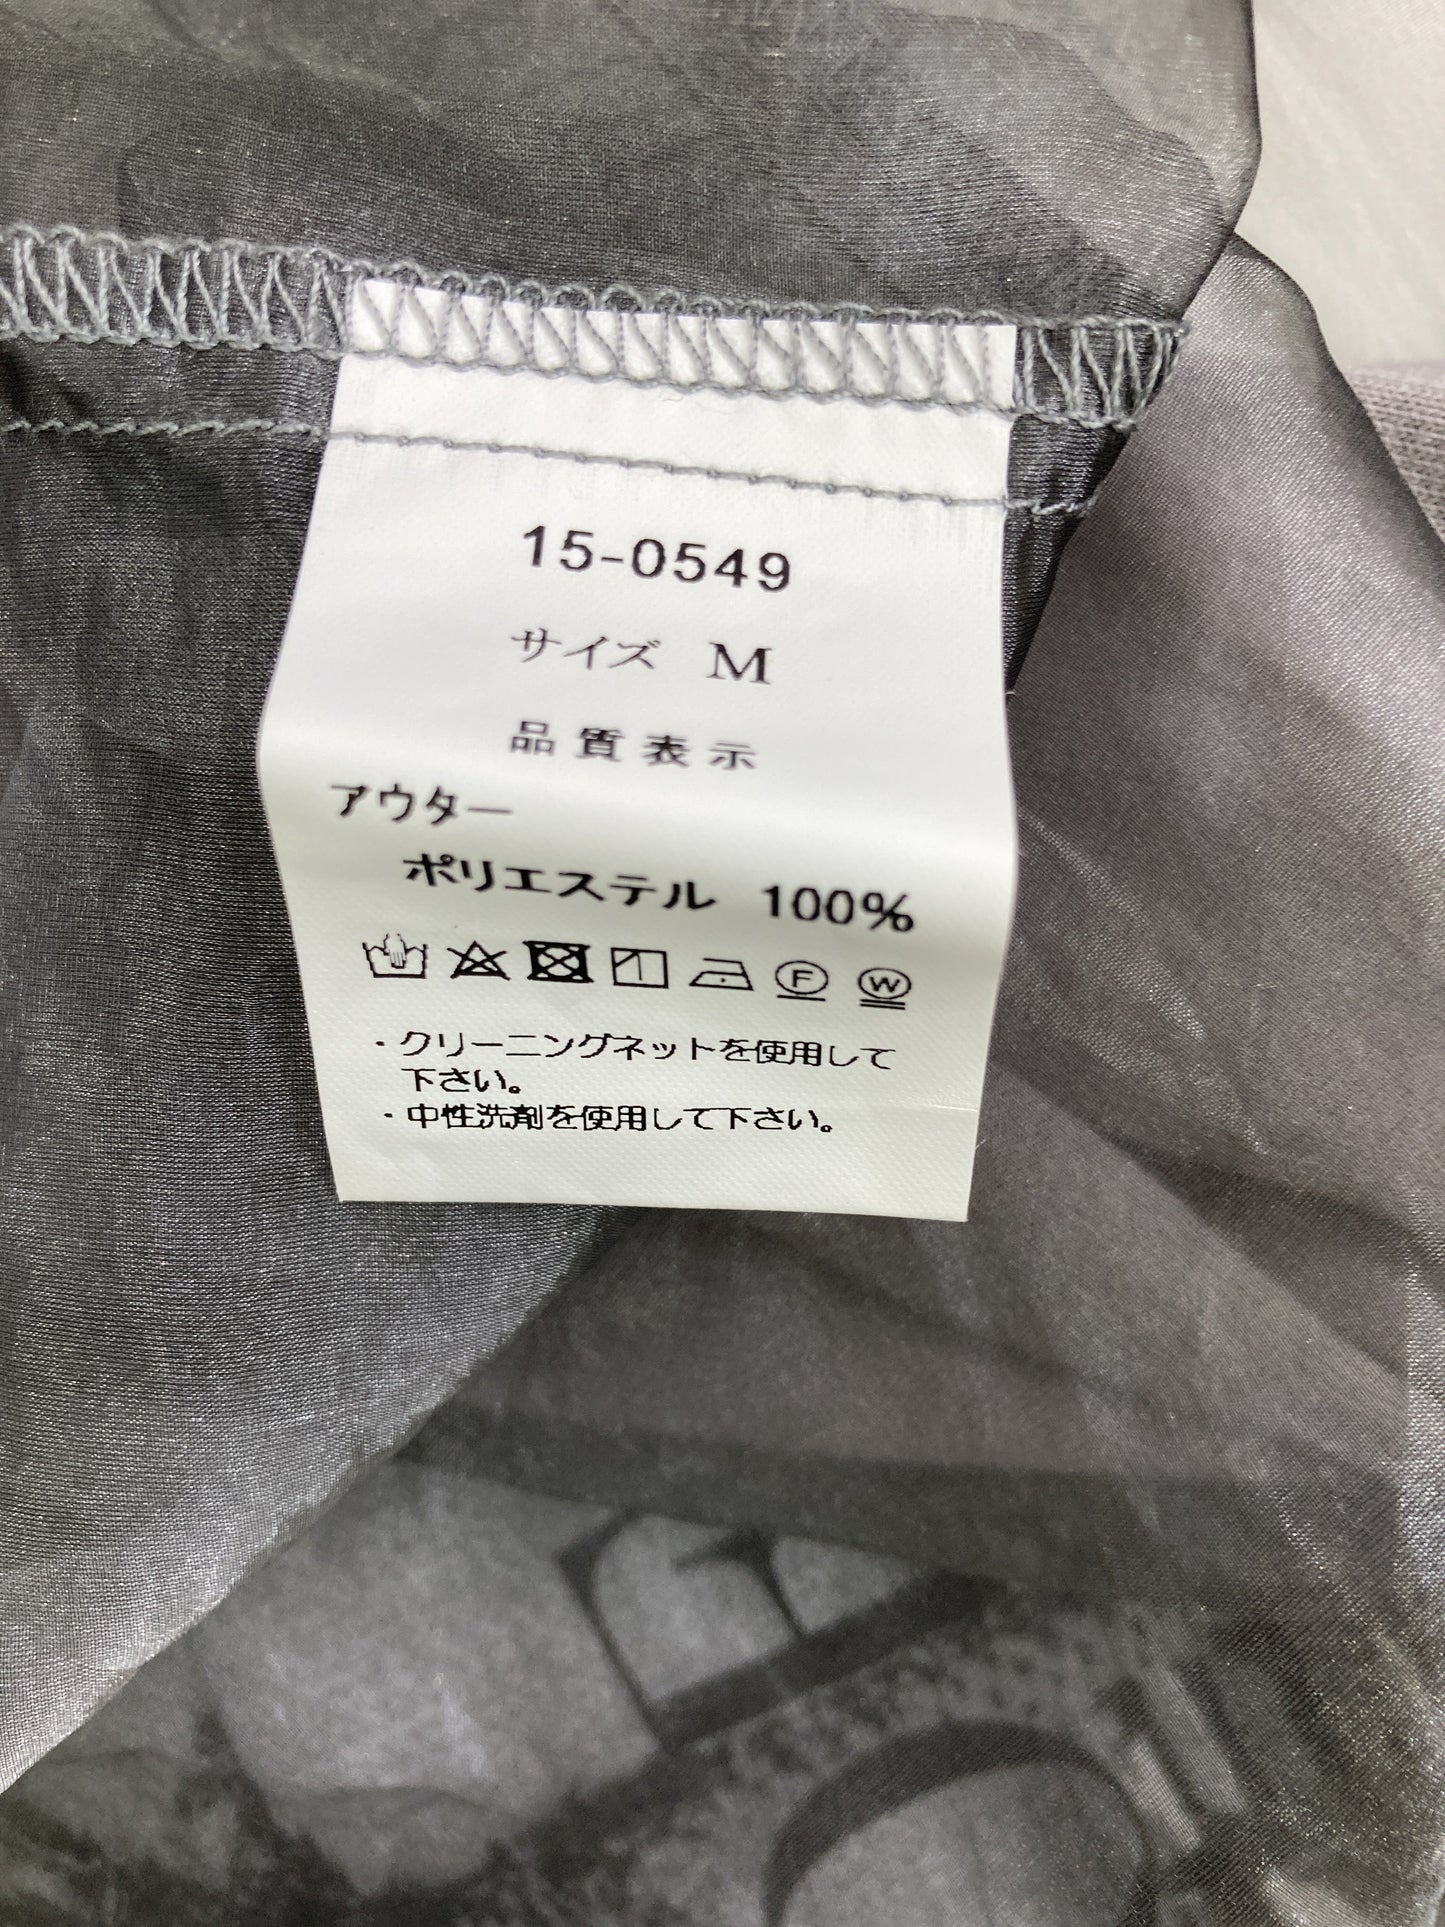 15-0549
サイズ M
品質表示
アウター
ポリエステル 100%
F W
・クリーニングネットを使用して
下さい。
・中性洗剤を使用して下さい。